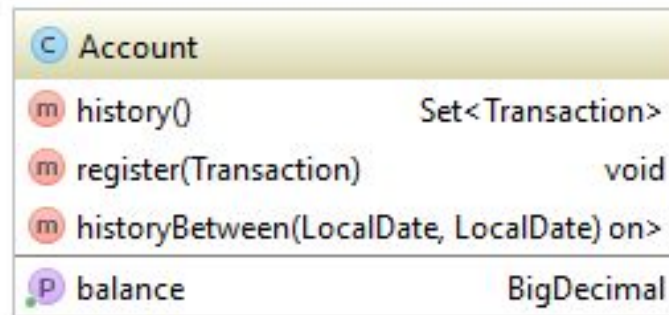 C Account
m history() Set<Transaction>
m register(Transaction) void
m historyBetween(LocalDate, LocalDate) on>
P balance BigDecimal